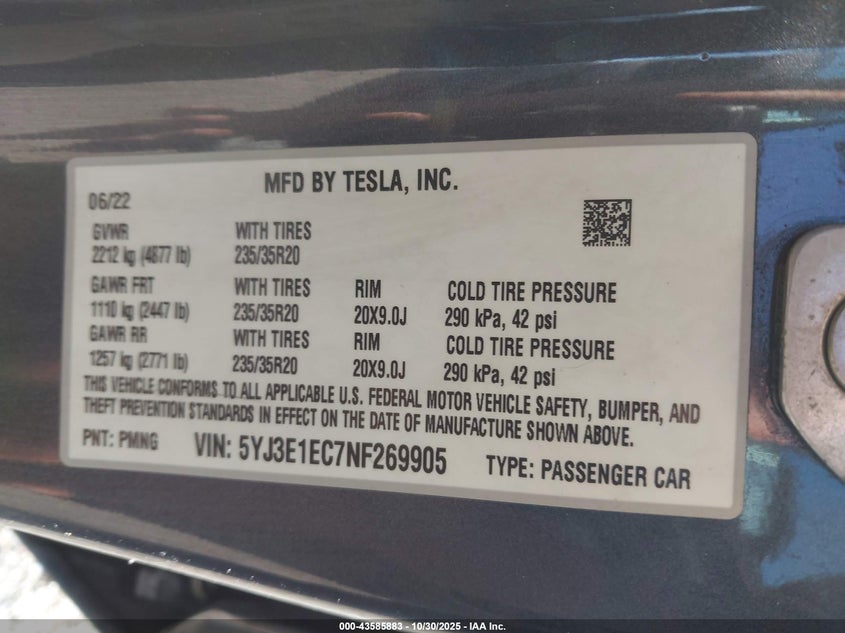 MFD BY TESLA, INC.
06/22
GVWR WITH TIRES
2212 kg (4877 lb) 235/35R20
GAWR FRT WITH TIRES RIM COLD TIRE PRESSURE
1110 kg (2447 lb) 235/35R20 20X9.0J 290 kPa, 42 psi
GAWR RR WITH TIRES RIM COLD TIRE PRESSURE
1257 kg (2771 lb) 235/35R20 20X9.0J 290 kPa, 42 psi
THIS VEHICLE CONFORMS TO ALL APPLICABLE U.S. FEDERAL MOTOR VEHICLE SAFETY, BUMPER, AND
THEFT PREVENTION STANDARDS IN EFFECT ON THE DATE OF MANUFACTURE SHOWN ABOVE.
PNT: PMNG VIN: 5YJ3E1EC7NF269905 TYPE: PASSENGER CAR
000-43585883 - 10/30/2025 - IAA Inc.